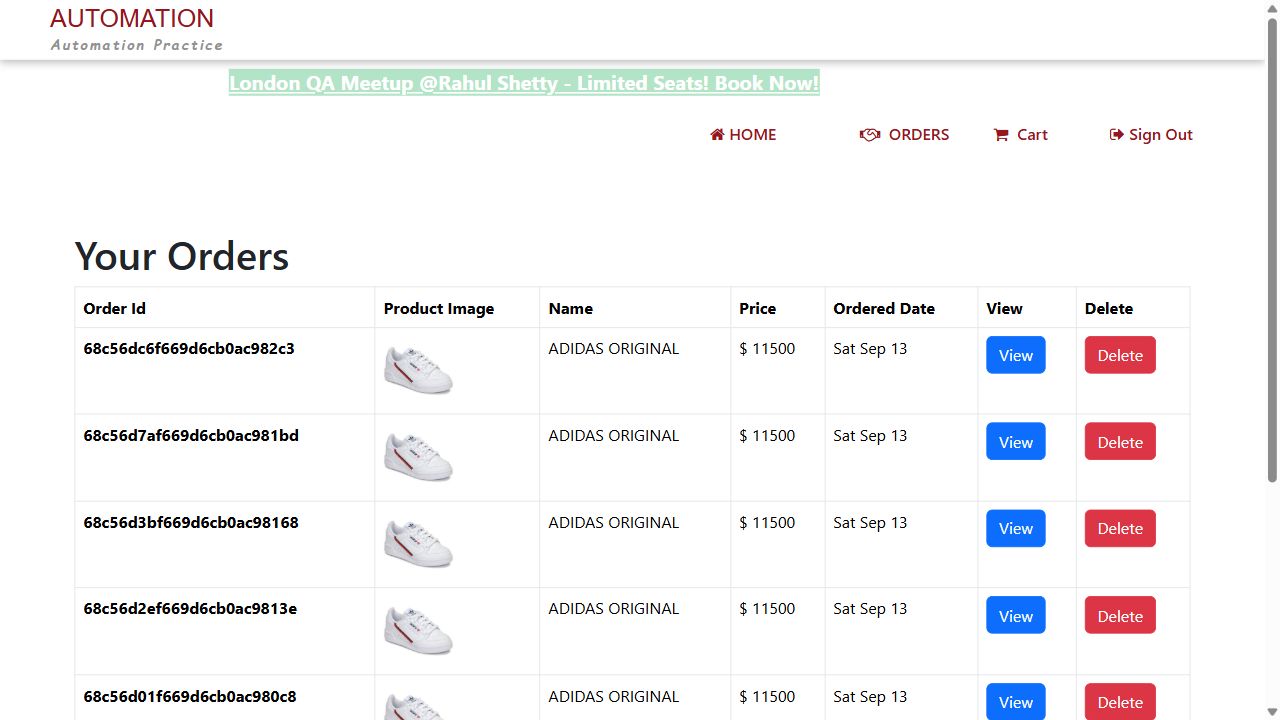 AUTOMATION
Automation Practice
London QA Meetup @Rahul Shetty - Limited Seats! Book Now!
HOME ORDERS Cart Sign Out
Your Orders
Order Id Product Image Name Price Ordered Date View Delete
68c56dc6f669d6cb0ac982c3 ADIDAS ORIGINAL $ 11500 Sat Sep 13 View Delete
68c56d7af669d6cb0ac981bd ADIDAS ORIGINAL $ 11500 Sat Sep 13 View Delete
68c56d3bf669d6cb0ac98168 ADIDAS ORIGINAL $ 11500 Sat Sep 13 View Delete
68c56d2ef669d6cb0ac9813e ADIDAS ORIGINAL $ 11500 Sat Sep 13 View Delete
68c56d01f669d6cb0ac980c8 ADIDAS ORIGINAL $ 11500 Sat Sep 13 View Delete